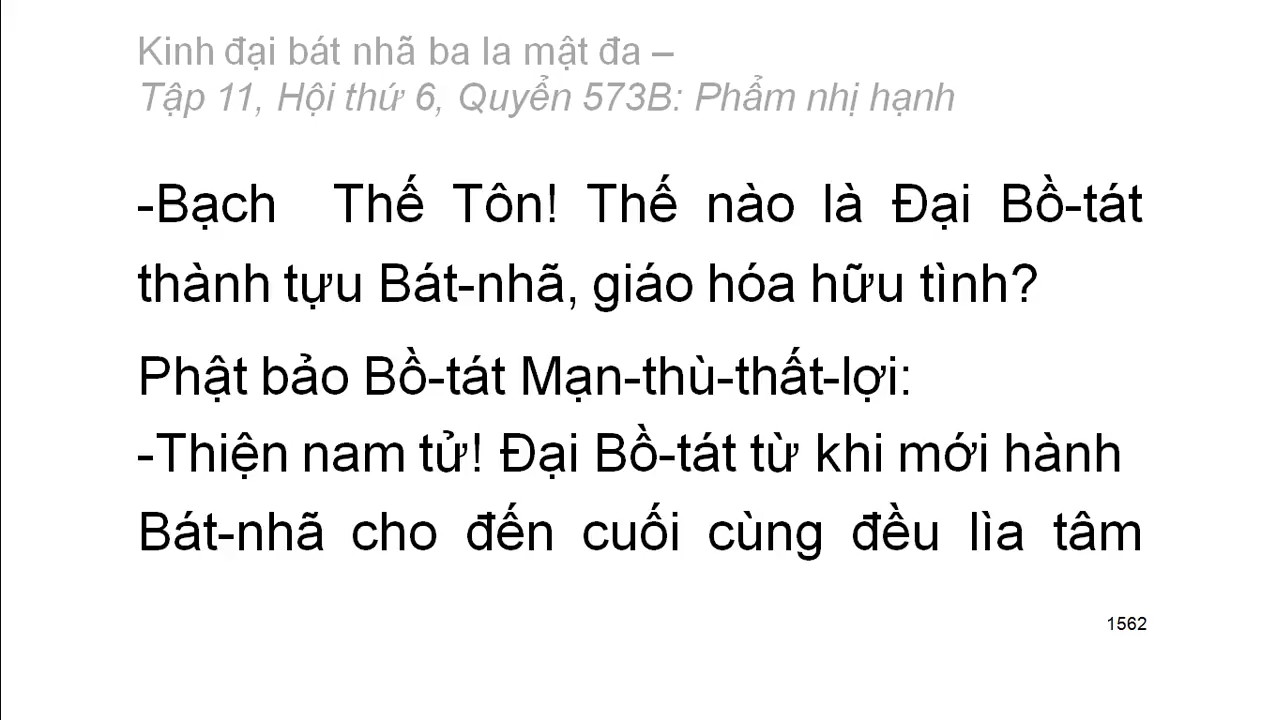 Kinh đại bát nhã ba la mật đa –
Tập 11, Hội thứ 6, Quyển 573B: Phẩm nhị hạnh
-Bạch Thế Tôn! Thế nào là Đại Bồ-tát
thành tựu Bát-nhã, giáo hóa hữu tình?
Phật bảo Bồ-tát Mạn-thù-thất-lợi:
-Thiện nam tử! Đại Bồ-tát từ khi mới hành
Bát-nhã cho đến cuối cùng đều lìa tâm
1562